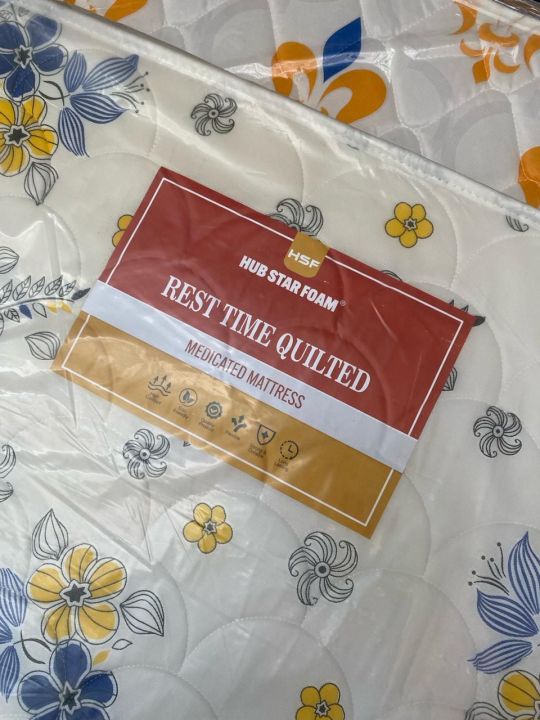 HSF
HUB STAR FOAM®
REST TIME QUILTED
MEDICATED MATTRESS